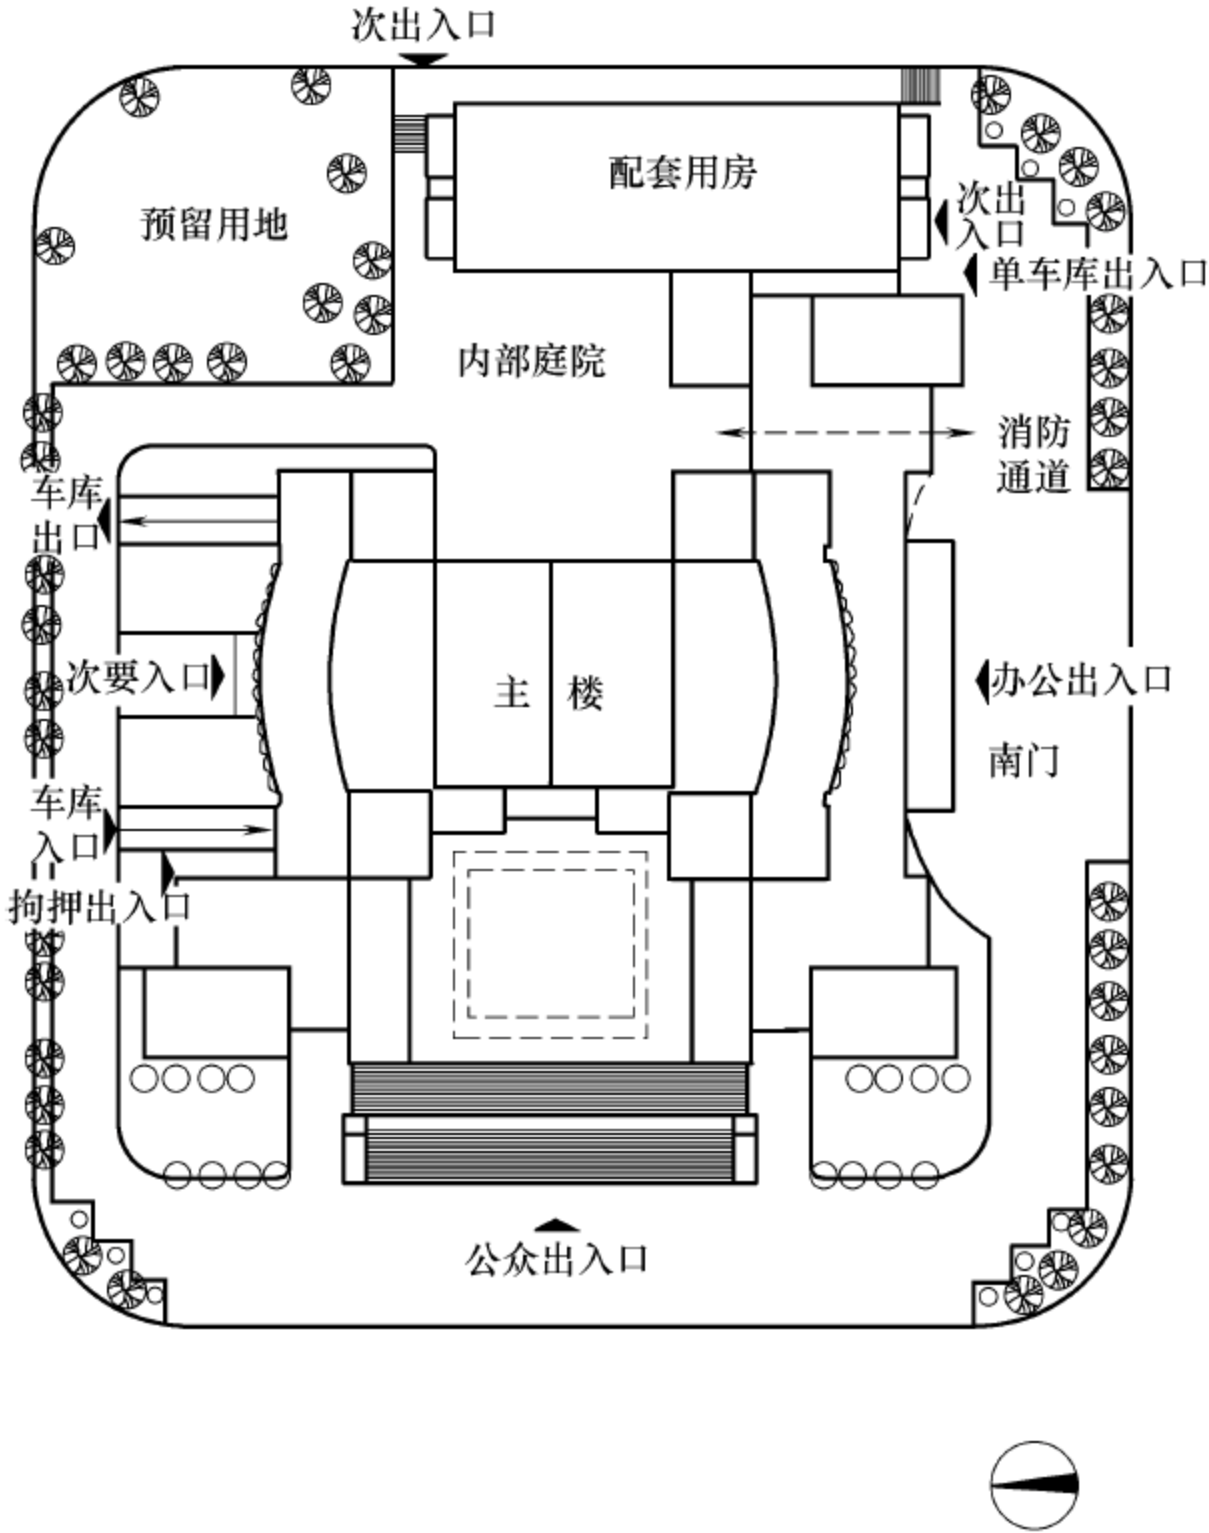 次出入口
配套用房
预留用地
次出
入口
单车库出入口
内部庭院
消防
通道
车库
出口
次要入口
主 楼
办公出入口
南门
车库
入口
拘押出入口
公众出入口